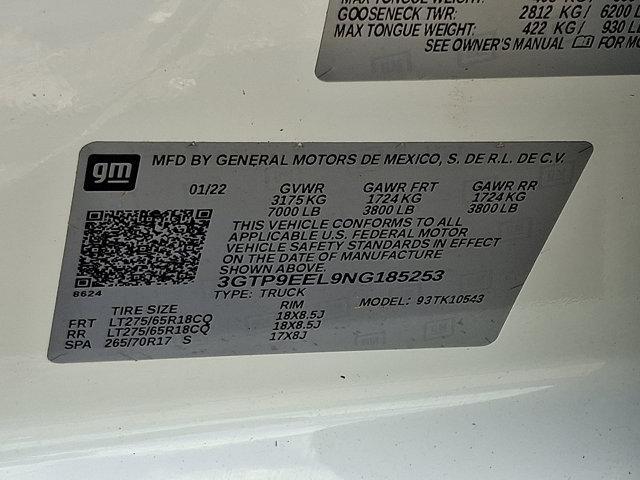 GOOSENECK TWR: 2812 KG/ 6200 L
MAX TONGUE WEIGHT: 422 KG/ 930 L
SEE OWNER'S MANUAL FOR MO
gm
MFD BY GENERAL MOTORS DE MEXICO, S. DE R.L. DE C.V.
01/22 GVWR GAWR FRT GAWR RR
3175 KG 1724 KG 1724 KG
7000 LB 3800 LB 3800 LB
THIS VEHICLE CONFORMS TO ALL
APPLICABLE U.S. FEDERAL MOTOR
VEHICLE SAFETY STANDARDS IN EFFECT
ON THE DATE OF MANUFACTURE
SHOWN ABOVE.
8624
3GTP9EEL9NG185253
TYPE: TRUCK MODEL: 93TK10543
TIRE SIZE RIM
FRT LT275/65R18CQ 18X8.5J
RR LT275/65R18CQ 18X8.5J
SPA 265/70R17 S 17X8J